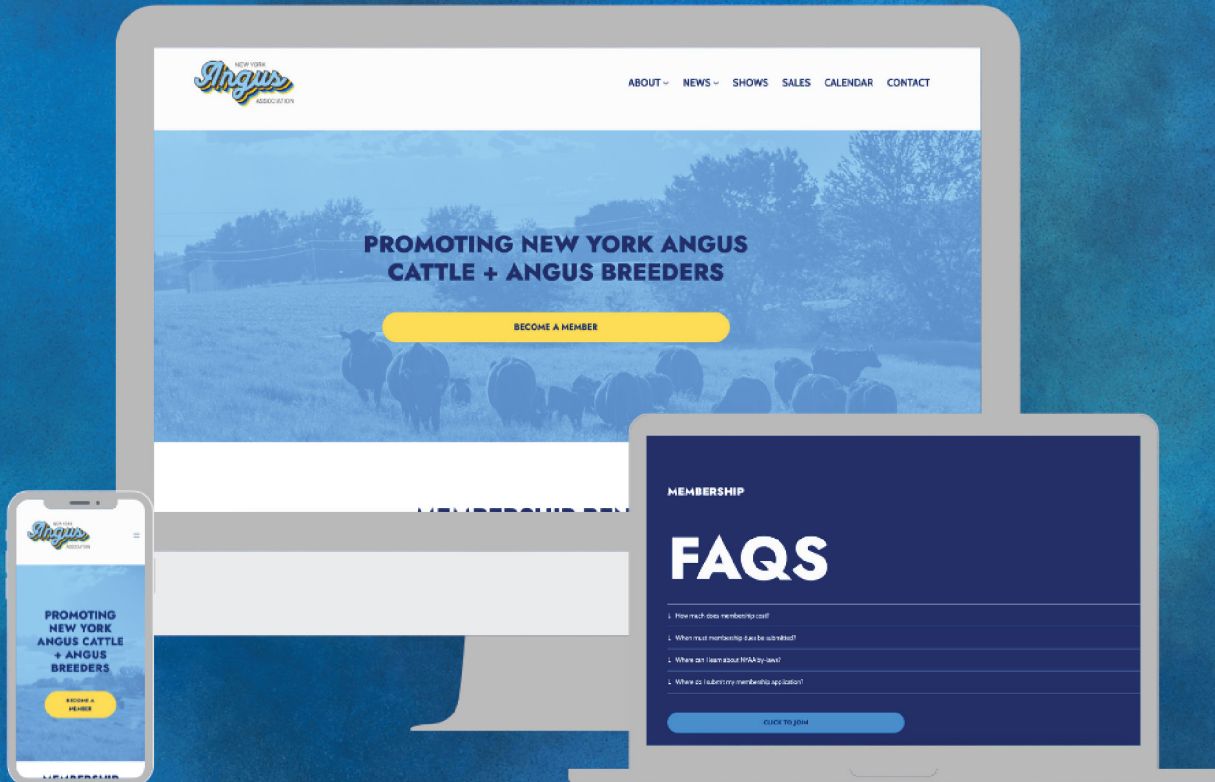 NEW YORK
Angus
ASSOCIATION
ABOUT NEWS SHOWS SALES CALENDAR CONTACT
PROMOTING NEW YORK ANGUS
CATTLE + ANGUS BREEDERS
BECOME A MEMBER
MEMBERSHIP
NEW YORK
Angus
ASSOCIATION
PROMOTING
NEW YORK
ANGUS CATTLE
+ ANGUS
BREEDERS
BECOME A
MEMBER
MEMBERSHIP
MEMBERSHIP
FAQS
How much does membership cost?
When must membership dues be submitted?
Where can I learn about NYAA by-laws?
Where do I submit my membership application?
CLICK TO JOIN